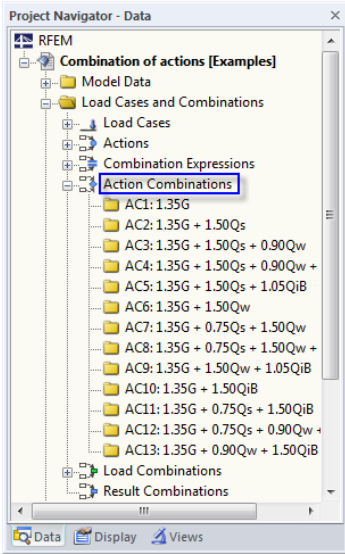 Project Navigator - Data
RFEM
Combination of actions [Examples]
Model Data
Load Cases and Combinations
Load Cases
Actions
Combination Expressions
Action Combinations
AC1: 1.35G
AC2: 1.35G + 1.50Qs
AC3: 1.35G + 1.50Qs + 0.90Qw
AC4: 1.35G + 1.50Qs + 0.90Qw +
AC5: 1.35G + 1.50Qs + 1.05QiB
AC6: 1.35G + 1.50Qw
AC7: 1.35G + 0.75Qs + 1.50Qw
AC8: 1.35G + 0.75Qs + 1.50Qw +
AC9: 1.35G + 1.50Qw + 1.05QiB
AC10: 1.35G + 1.50QiB
AC11: 1.35G + 0.75Qs + 1.50QiB
AC12: 1.35G + 0.75Qs + 0.90Qw +
AC13: 1.35G + 0.90Qw + 1.50QiB
Load Combinations
Result Combinations
Data Display Views